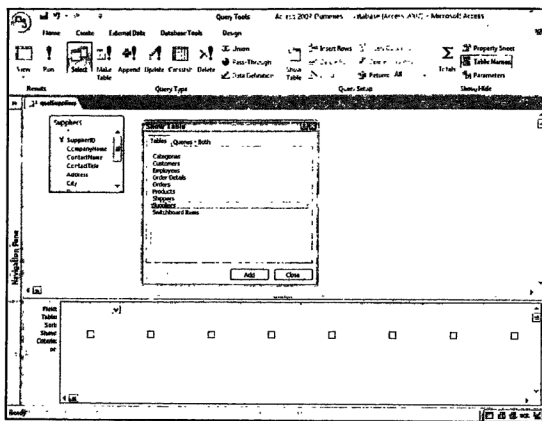 Query Tools
Microsoft Access
Home Create External Data Database Tools Design
Run Select Make Table Append Update Crosstab Delete
Union
Pass-Through
Data Definition
Show Table
Insert Rows
Returns: All
Totals
Property Sheet
Table Names
Parameters
Results Query Type Query Setup Show/Hide
Suppliers
SupplierID
CompanyName
ContactName
ContactTitle
Address
City
Show Table
Tables Queries Both
Categories
Customers
Employees
Order Details
Orders
Products
Shippers
Suppliers
Switchboard Items
Add Close
Navigation Pane
Field:
Table:
Sort:
Show:
Criteria:
or:
Ready